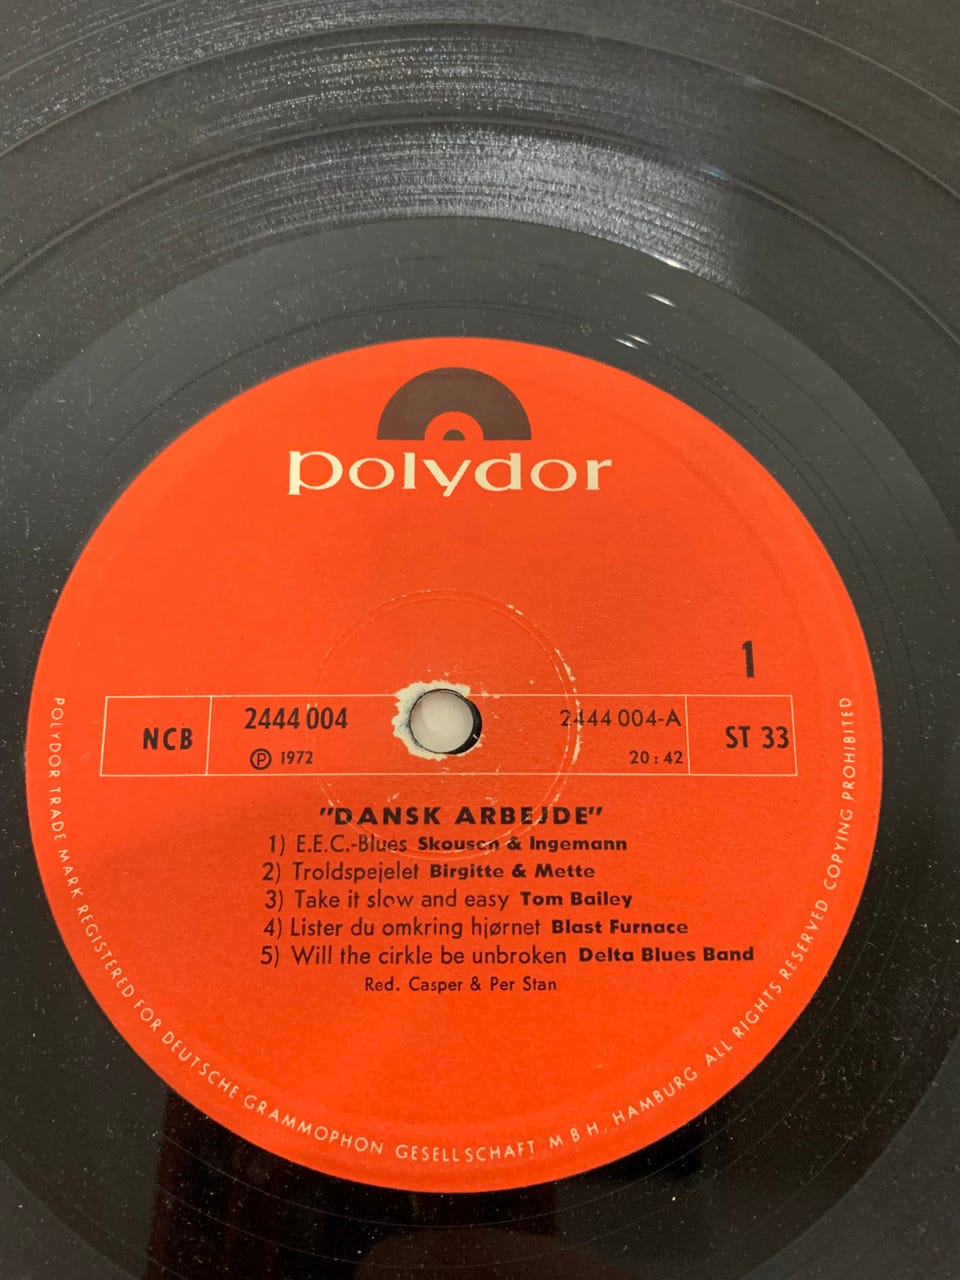 polydor
1
NCB
2444 004
2444 004-A
ST 33
Ⓟ 1972
20:42
"DANSK ARBEJDE"
1) E.E.C.-Blues Skousen & Ingemann
2) Troldspejelet Birgitte & Mette
3) Take it slow and easy Tom Bailey
4) Lister du omkring hjørnet Blast Furnace
5) Will the cirkle be unbroken Delta Blues Band
Red. Casper & Per Stan
POLYDOR TRADE MARK REGISTERED FOR DEUTSCHE GRAMMOPHON GESELLSCHAFT M B H, HAMBURG ALL RIGHTS RESERVED COPYING PROHIBITED